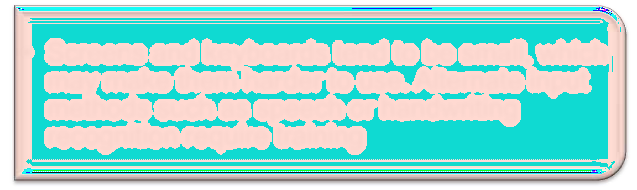 Screens and keyboards tend to be small, which
may make them harder to use. Alternate input
methods such as speech or handwriting
recognition require training